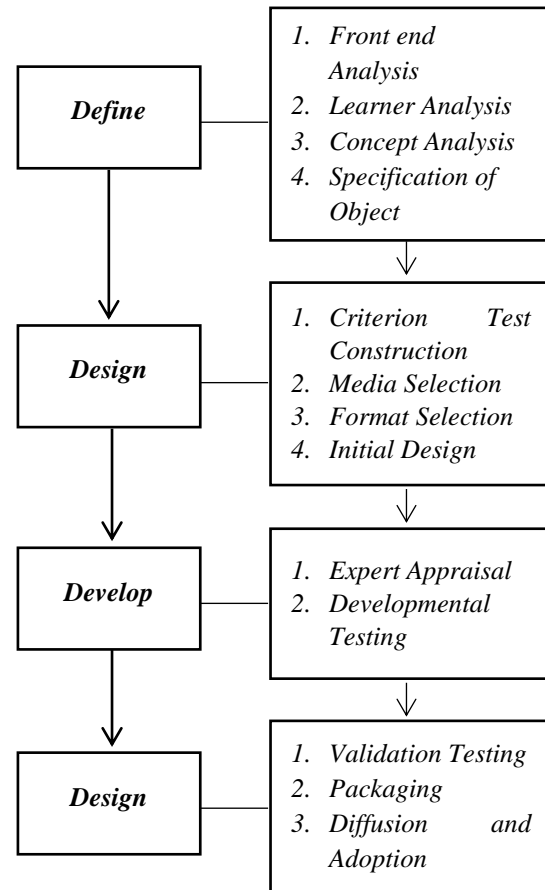 Define
1. Front end
Analysis
2. Learner Analysis
3. Concept Analysis
4. Specification of
Object
Design
1. Criterion Test
Construction
2. Media Selection
3. Format Selection
4. Initial Design
Develop
1. Expert Appraisal
2. Developmental
Testing
Design
1. Validation Testing
2. Packaging
3. Diffusion and
Adoption